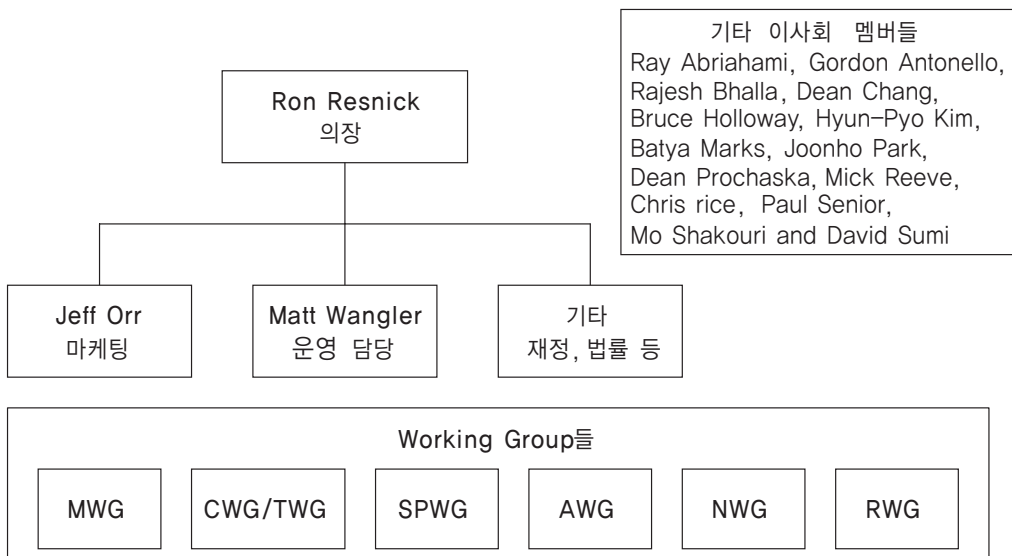 기타 이사회 멤버들
Ray Abriahami, Gordon Antonello,
Rajesh Bhalla, Dean Chang,
Bruce Holloway, Hyun-Pyo Kim,
Batya Marks, Joonho Park,
Dean Prochaska, Mick Reeve,
Chris rice, Paul Senior,
Mo Shakouri and David Sumi
Ron Resnick
의장
Jeff Orr
마케팅
Matt Wangler
운영 담당
기타
재정, 법률 등
Working Group들
MWG
CWG/TWG
SPWG
AWG
NWG
RWG